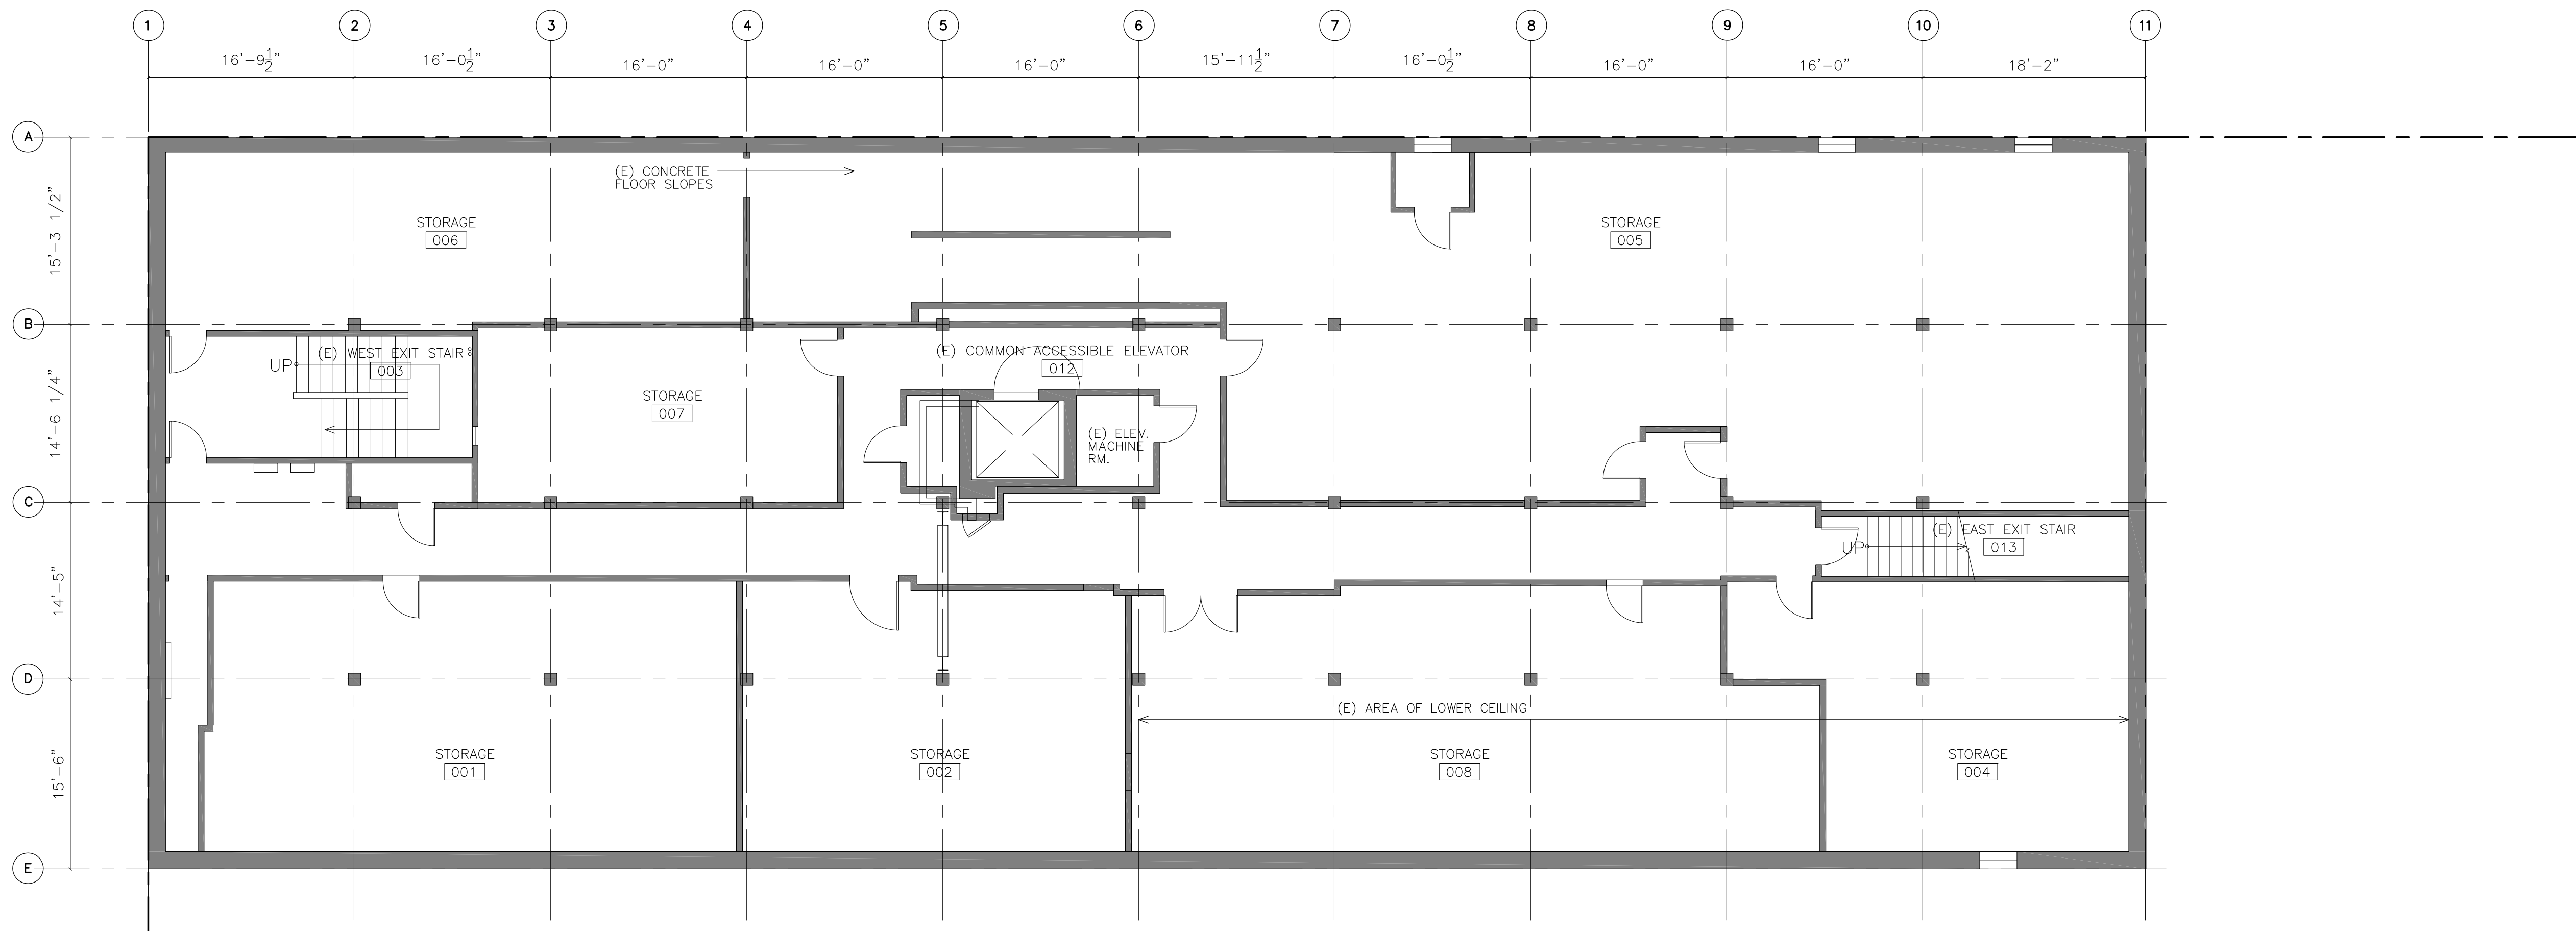 1 2 3 4 5 6 7 8 9 10 11
16'-9 1/2" 16'-0 1/2" 16'-0" 16'-0" 16'-0" 15'-11 1/2" 16'-0 1/2" 16'-0" 16'-0" 18'-2"
A
15'-3 1/2"
(E) CONCRETE
FLOOR SLOPES
STORAGE
006
STORAGE
005
B
14'-6 1/4"
(E) WEST EXIT STAIR
UP
003
STORAGE
007
(E) COMMON ACCESSIBLE ELEVATOR
012
(E) ELEV.
MACHINE
RM.
C
14'-5"
(E) EAST EXIT STAIR
UP
013
D
15'-6"
(E) AREA OF LOWER CEILING
STORAGE
001
STORAGE
002
STORAGE
008
STORAGE
004
E